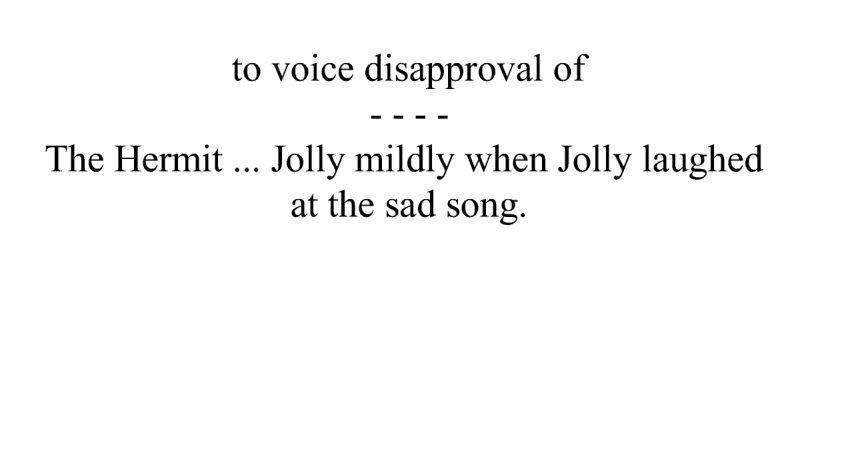 to voice disapproval of
- - - -
The Hermit ... Jolly mildly when Jolly laughed
at the sad song.